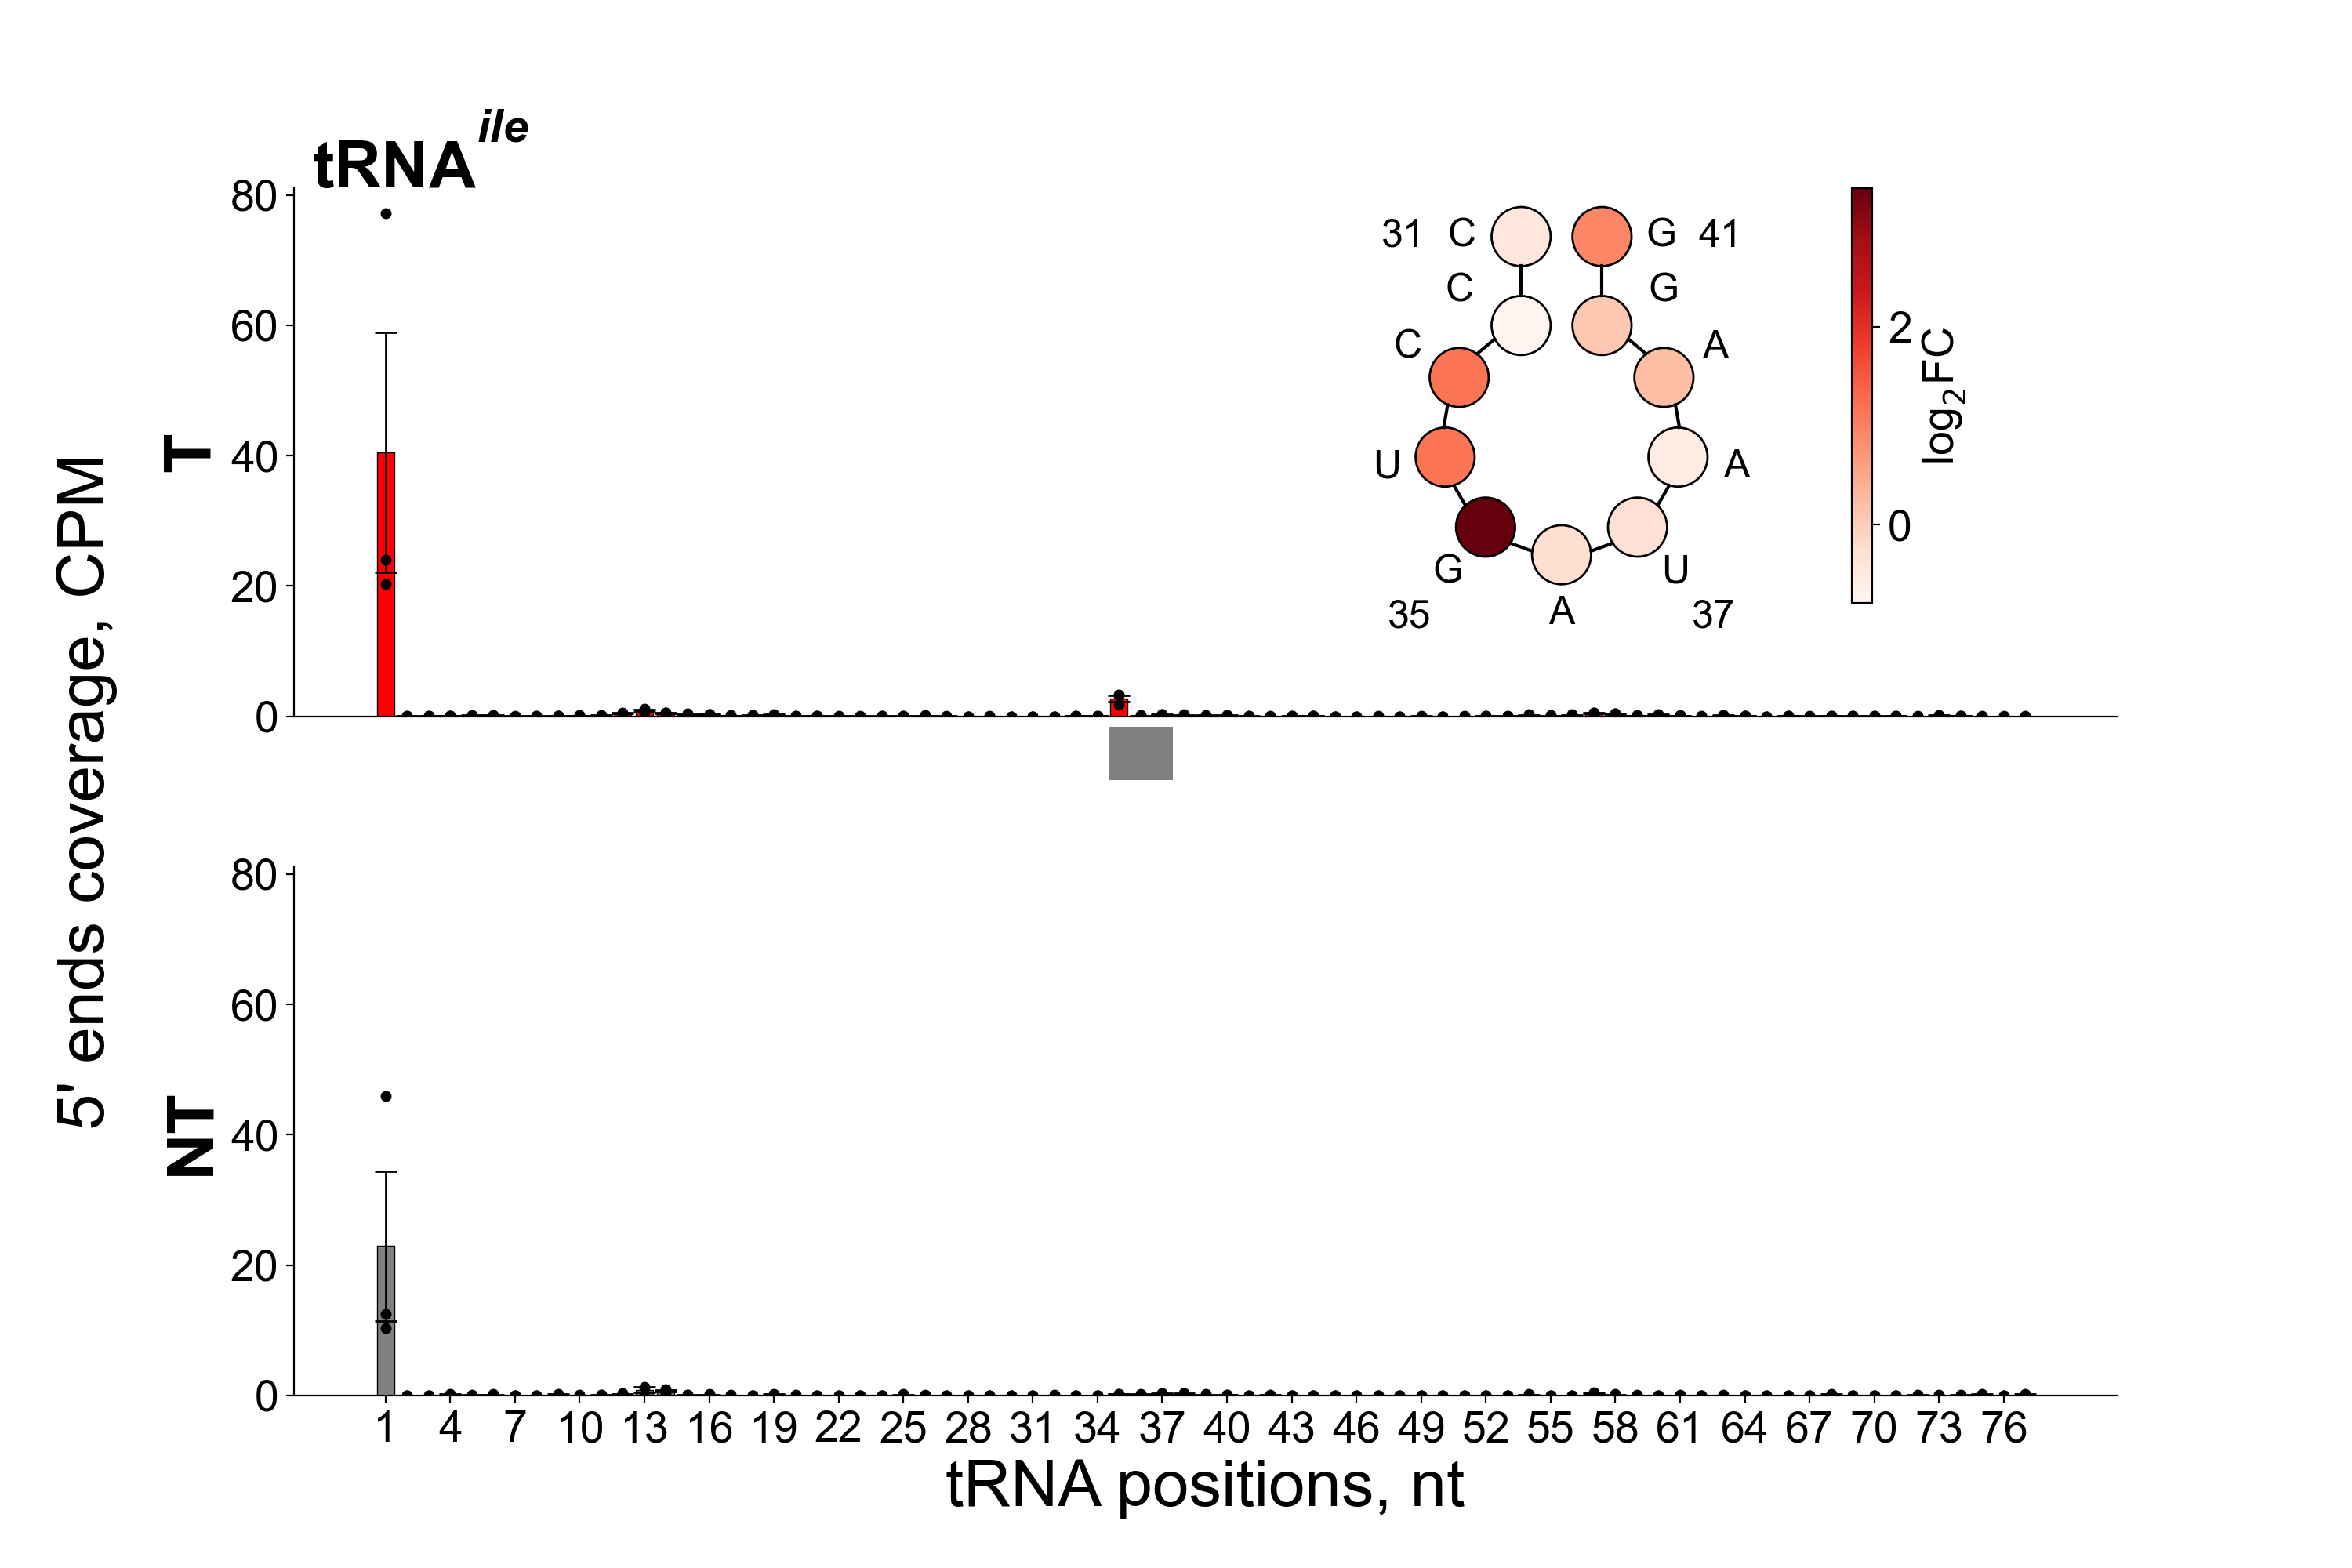 tRNA^ile
5' ends coverage, CPM
T
80
60
40
20
0
31 C G 41
C G
C A
U A
G U
35 A 37
2
0
log₂FC
NT
80
60
40
20
0
1 4 7 10 13 16 19 22 25 28 31 34 37 40 43 46 49 52 55 58 61 64 67 70 73 76
tRNA positions, nt